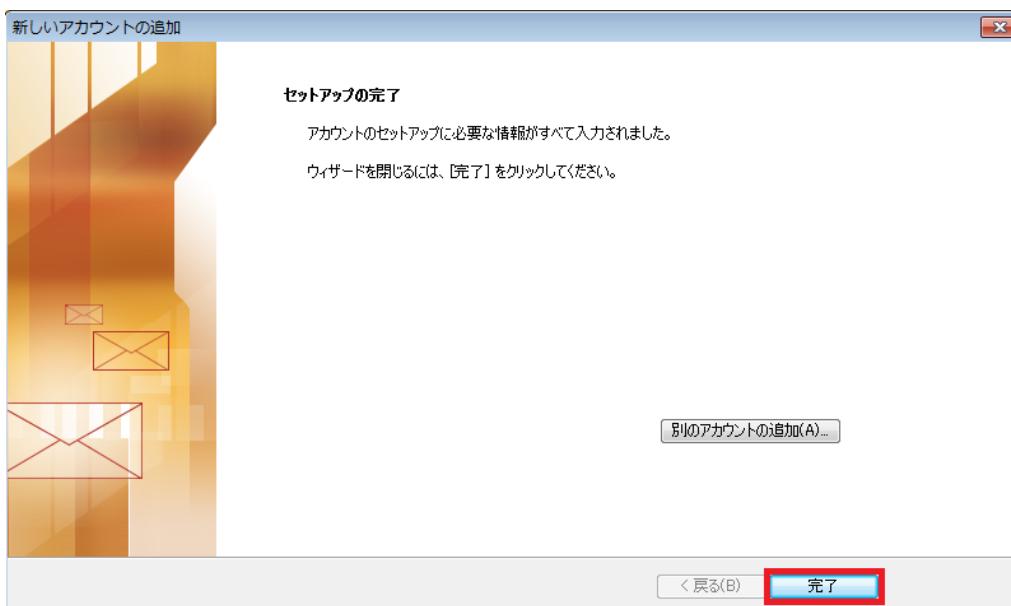 新しいアカウントの追加
セットアップの完了
アカウントのセットアップに必要な情報がすべて入力されました。
ウィザードを閉じるには、[完了] をクリックしてください。
別のアカウントの追加(A)...
< 戻る(B)
完了